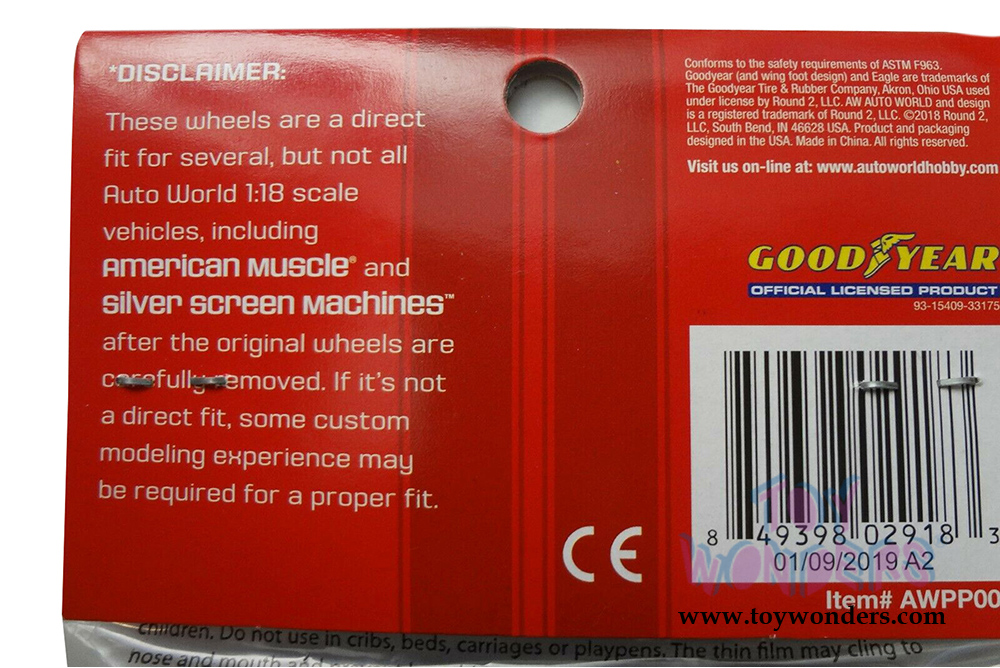 *DISCLAIMER:
These wheels are a direct
fit for several, but not all
Auto World 1:18 scale
vehicles, including
American Muscle® and
Silver Screen Machines™
after the original wheels are
carefully removed. If it's not
a direct fit, some custom
modeling experience may
be required for a proper fit.
Conforms to the safety requirements of ASTM F963.
Goodyear (and wing foot design) and Eagle are trademarks of
The Goodyear Tire & Rubber Company, Akron, Ohio USA used
under license by Round 2, LLC. AW AUTO WORLD and design
is a registered trademark of Round 2, LLC. ©2018 Round 2,
LLC, South Bend, IN 46628 USA. Product and packaging
designed in the USA. Made in China. All rights reserved.
Visit us on-line at: www.autoworldhobby.com
GOODYEAR
OFFICIAL LICENSED PRODUCT
93-15409-33175
8 49398 02918 3
01/09/2019 A2
TOY WONDERS
CE
Item# AWPP00
www.toywonders.com
children. Do not use in cribs, beds, carriages or playpens. The thin film may cling to
nose and mouth and